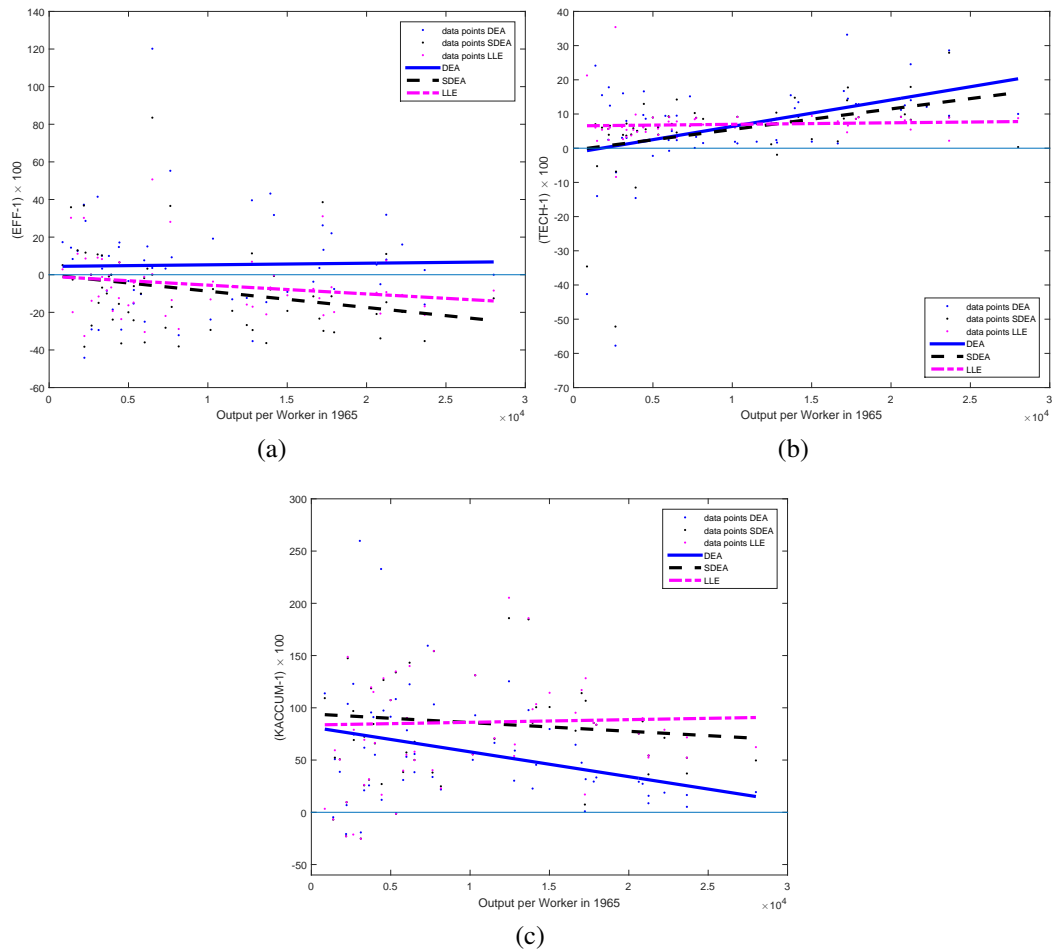 140
120
100
80
60
40
20
0
-20
-40
-60
(EFF-1) × 100
0 0.5 1 1.5 2 2.5 3
Output per Worker in 1965
×10⁴
data points DEA
data points SDEA
data points LLE
DEA
SDEA
LLE
(a)
40
30
20
10
0
10
-20
-30
-40
-50
-60
-70
(TECH-1) × 100
0 0.5 1 1.5 2 2.5 3
Output per Worker in 1965
×10⁴
data points DEA
data points SDEA
data points LLE
DEA
SDEA
LLE
(b)
300
250
200
150
100
50
0
-50
(KACCUM-1) × 100
0 0.5 1 1.5 2 2.5 3
Output per Worker in 1965
×10⁴
data points DEA
data points SDEA
data points LLE
DEA
SDEA
LLE
(c)